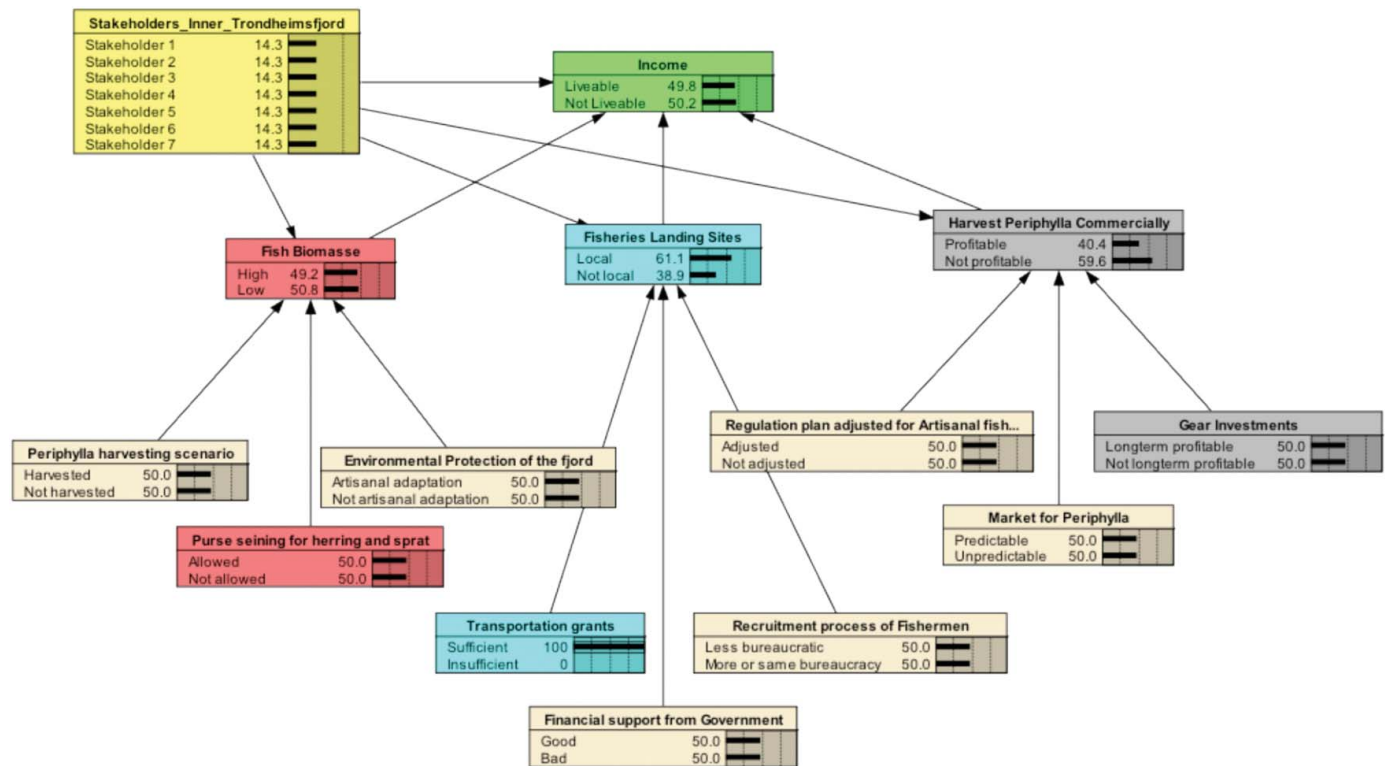 Stakeholders_Inner_Trondheimsfjord
Stakeholder 1 14.3
Stakeholder 2 14.3
Stakeholder 3 14.3
Stakeholder 4 14.3
Stakeholder 5 14.3
Stakeholder 6 14.3
Stakeholder 7 14.3
Income
Liveable 49.8
Not Liveable 50.2
Fish Biomasse
High 49.2
Low 50.8
Fisheries Landing Sites
Local 61.1
Not local 38.9
Harvest Periphylla Commercially
Profitable 40.4
Not profitable 59.6
Periphylla harvesting scenario
Harvested 50.0
Not harvested 50.0
Environmental Protection of the fjord
Artisanal adaptation 50.0
Not artisanal adaptation 50.0
Regulation plan adjusted for Artisanal fish...
Adjusted 50.0
Not adjusted 50.0
Gear Investments
Longterm profitable 50.0
Not longterm profitable 50.0
Purse seining for herring and sprat
Allowed 50.0
Not allowed 50.0
Market for Periphylla
Predictable 50.0
Unpredictable 50.0
Transportation grants
Sufficient 100
Insufficient 0
Recruitment process of Fishermen
Less bureaucratic 50.0
More or same bureaucracy 50.0
Financial support from Government
Good 50.0
Bad 50.0